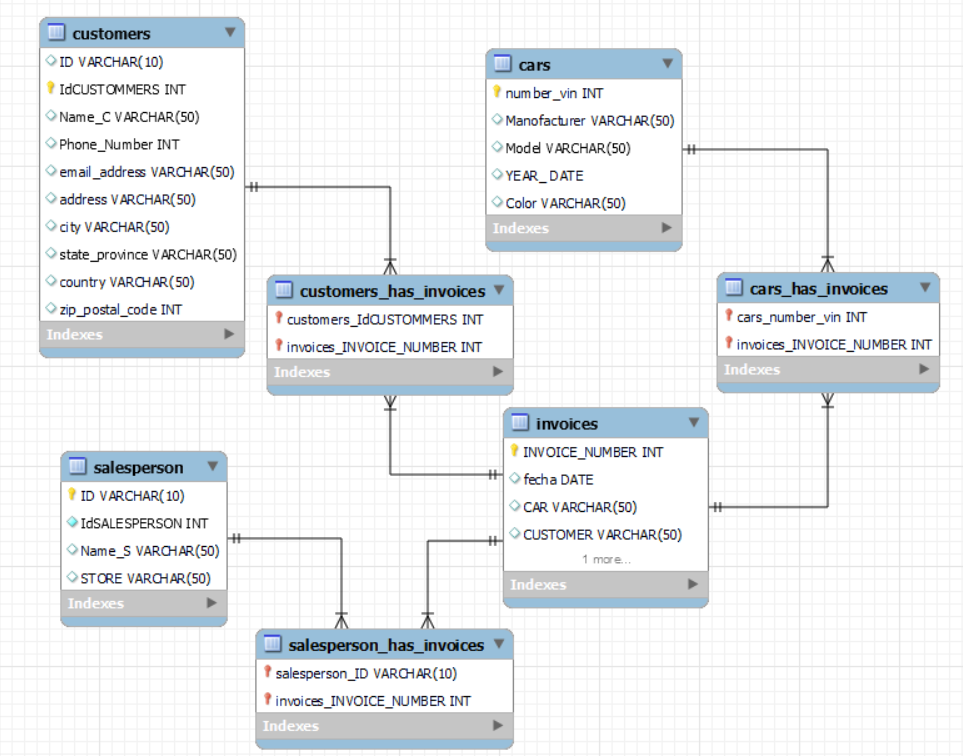 customers
ID VARCHAR(10)
IdCUSTOMMERS INT
Name_C VARCHAR(50)
Phone_Number INT
email_address VARCHAR(50)
address VARCHAR(50)
city VARCHAR(50)
state_province VARCHAR(50)
country VARCHAR(50)
zip_postal_code INT
Indexes
cars
number_vin INT
Manofacturer VARCHAR(50)
Model VARCHAR(50)
YEAR_ DATE
Color VARCHAR(50)
Indexes
customers_has_invoices
customers_IdCUSTOMMERS INT
invoices_INVOICE_NUMBER INT
Indexes
cars_has_invoices
cars_number_vin INT
invoices_INVOICE_NUMBER INT
Indexes
invoices
INVOICE_NUMBER INT
fecha DATE
CAR VARCHAR(50)
CUSTOMER VARCHAR(50)
1 more...
Indexes
salesperson
ID VARCHAR(10)
IdSALESPERSON INT
Name_S VARCHAR(50)
STORE VARCHAR(50)
Indexes
salesperson_has_invoices
salesperson_ID VARCHAR(10)
invoices_INVOICE_NUMBER INT
Indexes